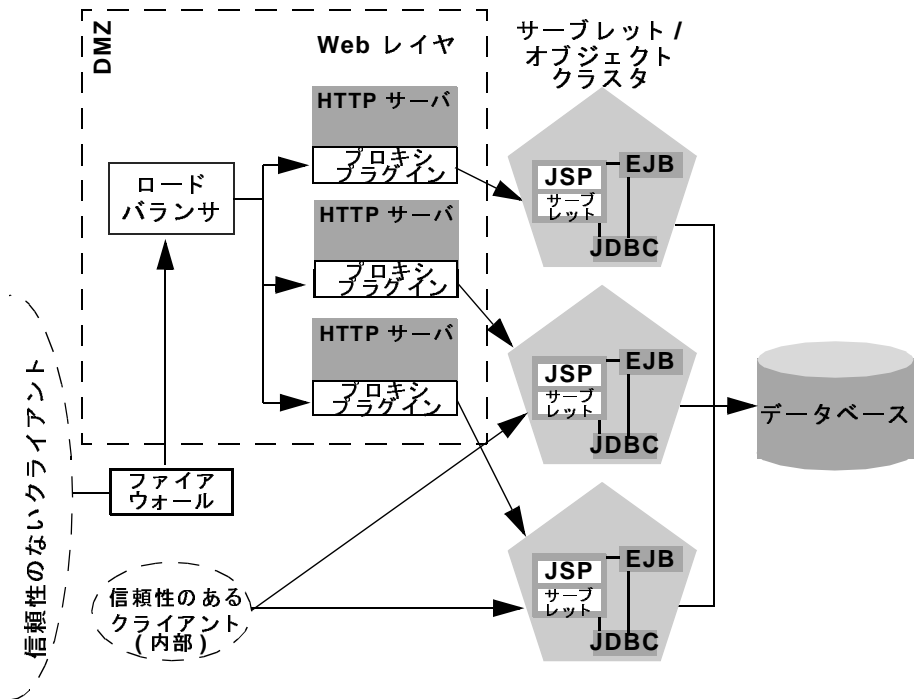 DMZ
Web レイヤ
サーブレット /
オブジェクト
クラスタ
HTTP サーバ
プロキシ
プラグイン
ロード
バランサ
HTTP サーバ
プロキシ
プラグイン
HTTP サーバ
プロキシ
プラグイン
JSP
サーブ
レット
EJB
JDBC
JSP
サーブ
レット
EJB
JDBC
JSP
サーブ
レット
EJB
JDBC
データベース
信頼性のないクライアント
ファイア
ウォール
信頼性のある
クライアント
( 内部 )